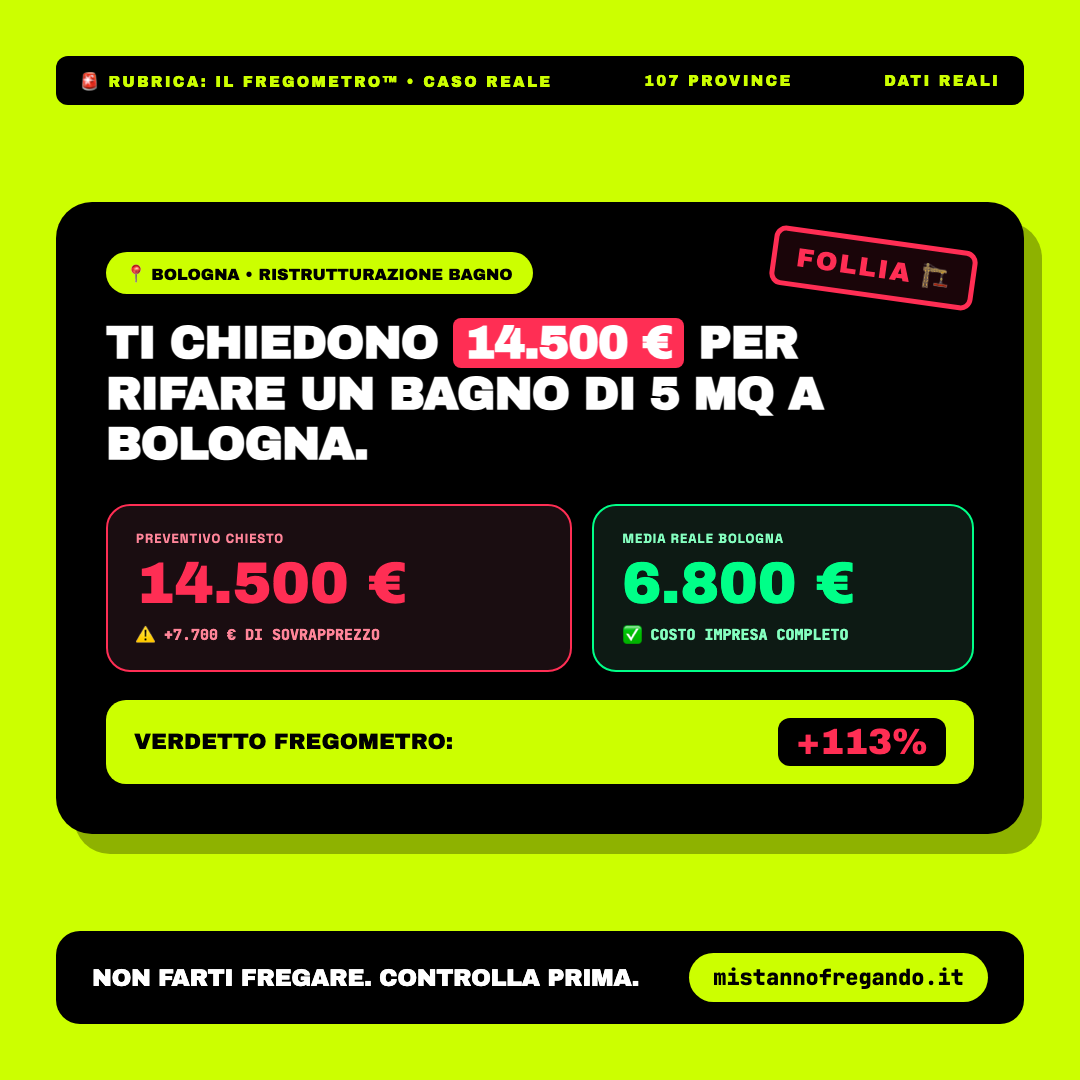 🚨 RUBRICA: IL FREGOMETRO™ • CASO REALE
107 PROVINCE
DATI REALI
FOLLIA 🏗️
📍 BOLOGNA • RISTRUTTURAZIONE BAGNO
TI CHIEDONO 14.500 € PER
RIFARE UN BAGNO DI 5 MQ A
BOLOGNA.
PREVENTIVO CHIESTO
14.500 €
⚠️ +7.700 € DI SOVRAPPREZZO
MEDIA REALE BOLOGNA
6.800 €
✅ COSTO IMPRESA COMPLETO
VERDETTO FREGOMETRO:
+113%
NON FARTI FREGARE. CONTROLLA PRIMA.
mistannofregando.it